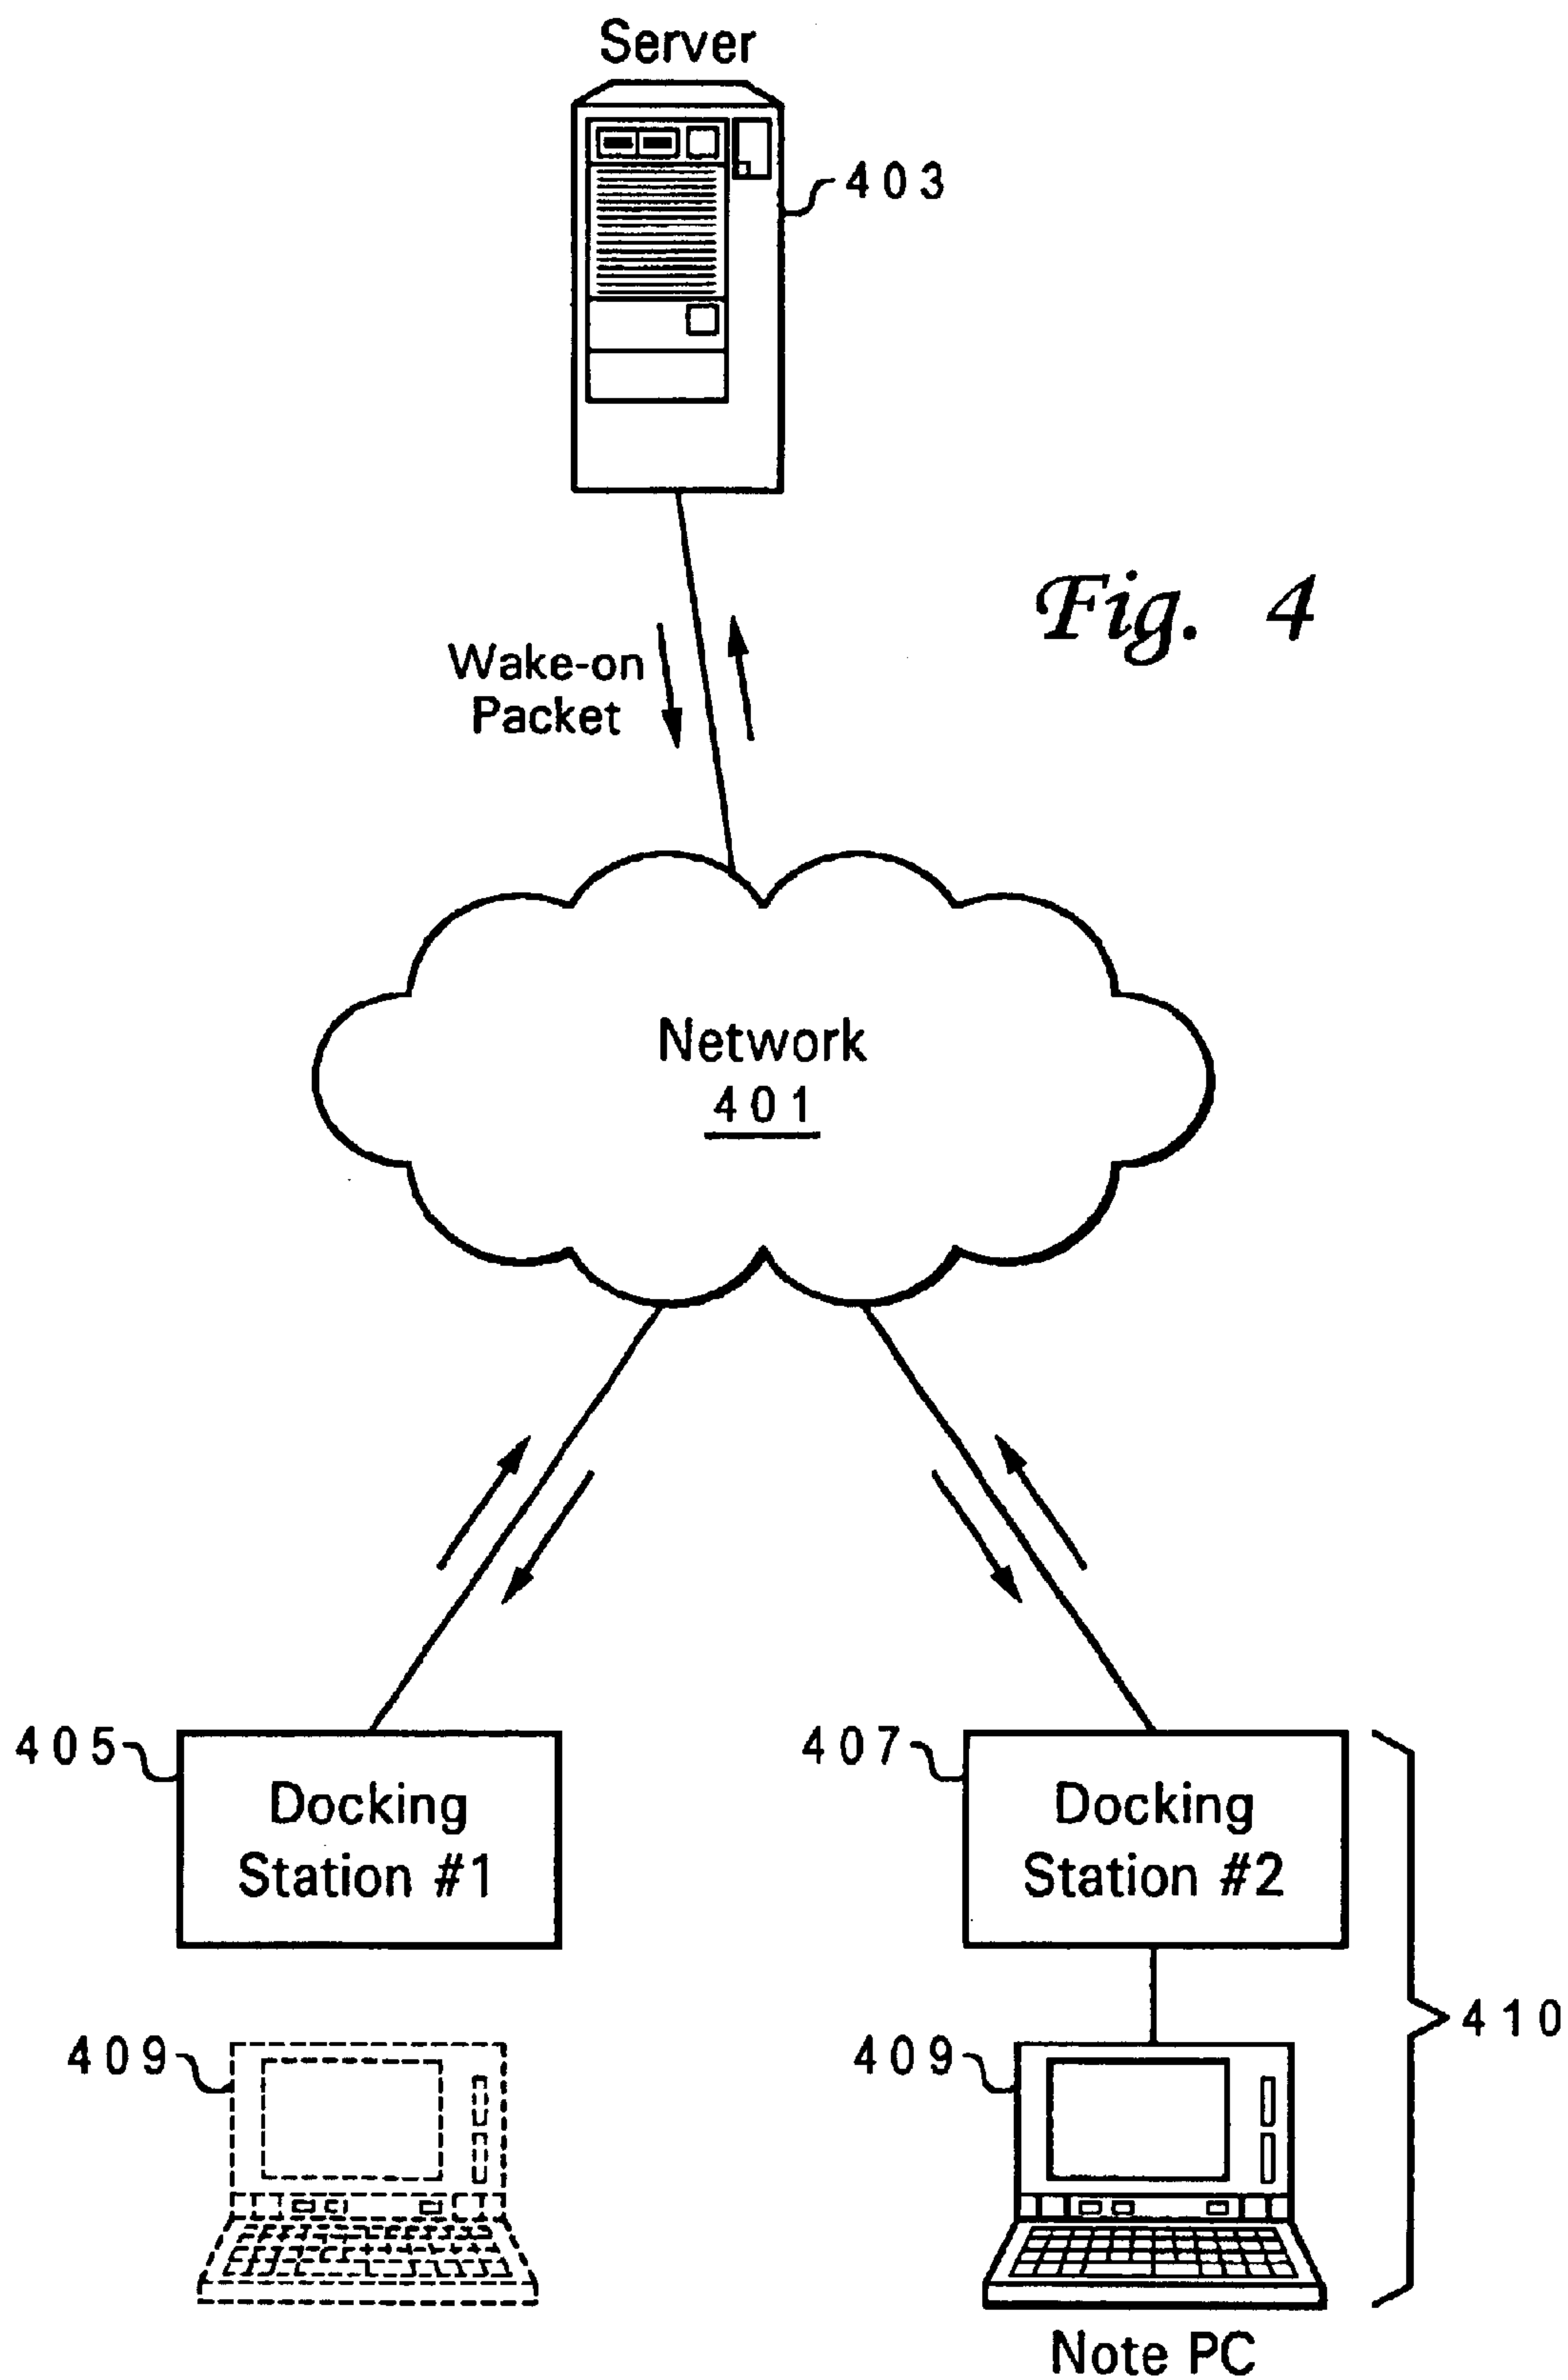 Server
403
Fig. 4
Wake-on
Packet
Network
401
405
Docking
Station #1
407
Docking
Station #2
410
409
409
Note PC